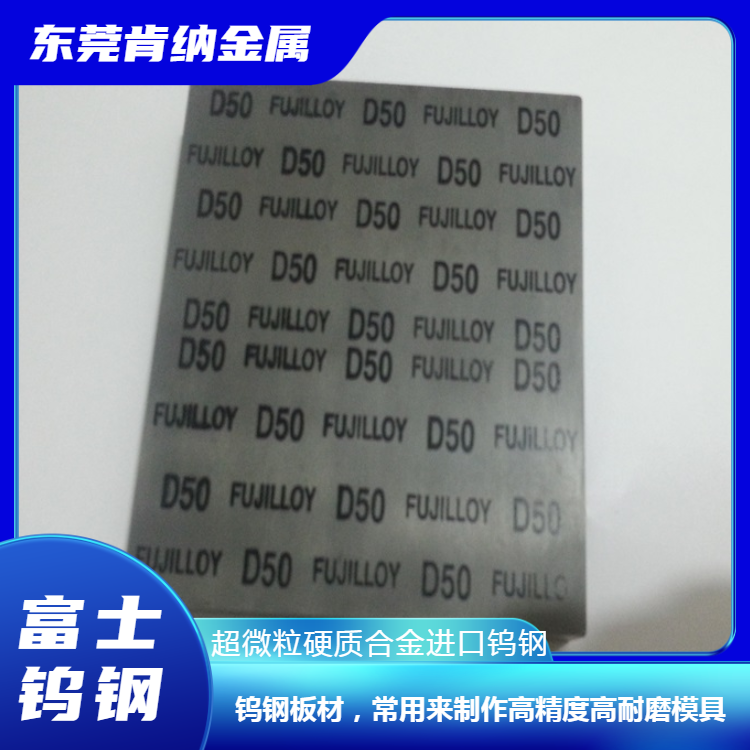 东莞肯纳金属
D50 FUJILLOY D50 FUJILLOY D50
FUJILLOY D50 FUJILLOY D50 FUJILLOY
D50 FUJILLOY D50 FUJILLOY D50
FUJILLOY D50 FUJILLOY D50 FUJILLOY
D50 FUJILLOY D50 FUJILLOY D50
D50 FUJILLOY D50 FUJILLOY D50
FUJILLOY D50 FUJILLOY D50 FUJILLOY
D50 FUJILLOY D50 FUJILLOY D50
FUJILLOY D50 FUJILLOY D50 FUJILLO
富士
钨钢
超微粒硬质合金进口钨钢
钨钢板材，常用来制作高精度高耐磨模具